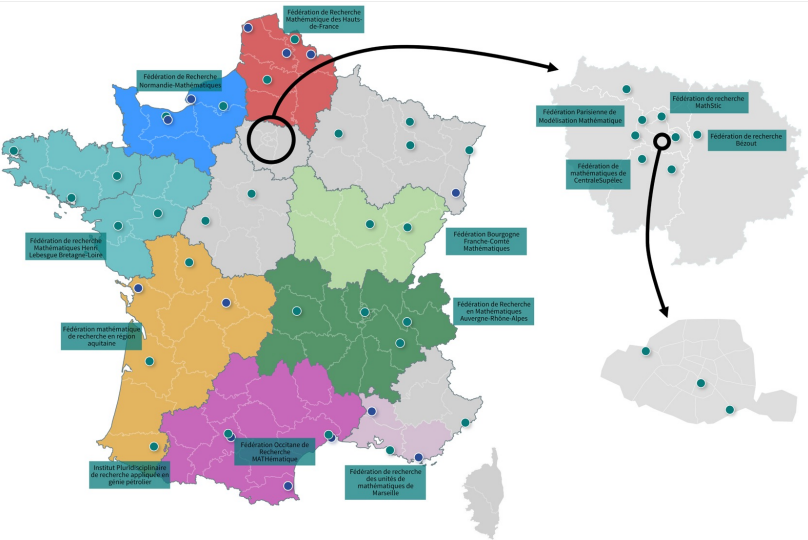 Fédération de Recherche
Mathématique des Hauts-
de-France
Fédération de Recherche
Normandie-Mathématiques
Fédération de recherche
MathStic
Fédération Parisienne de
Modélisation Mathématique
Fédération de recherche
Bézout
Fédération de
mathématiques de
CentraleSupélec
Fédération de recherche
Mathématiques Henri
Lebesgue Bretagne-Loire
Fédération Bourgogne
Franche-Comté
Mathématiques
Fédération de Recherche
en Mathématiques
Auvergne-Rhône-Alpes
Fédération mathématique
de recherche en région
aquitaine
Fédération Occitane de
Recherche
MATHématique
Institut Pluridisciplinaire
de recherche appliquée en
génie pétrolier
Fédération de recherche
des unités de
mathématiques de
Marseille